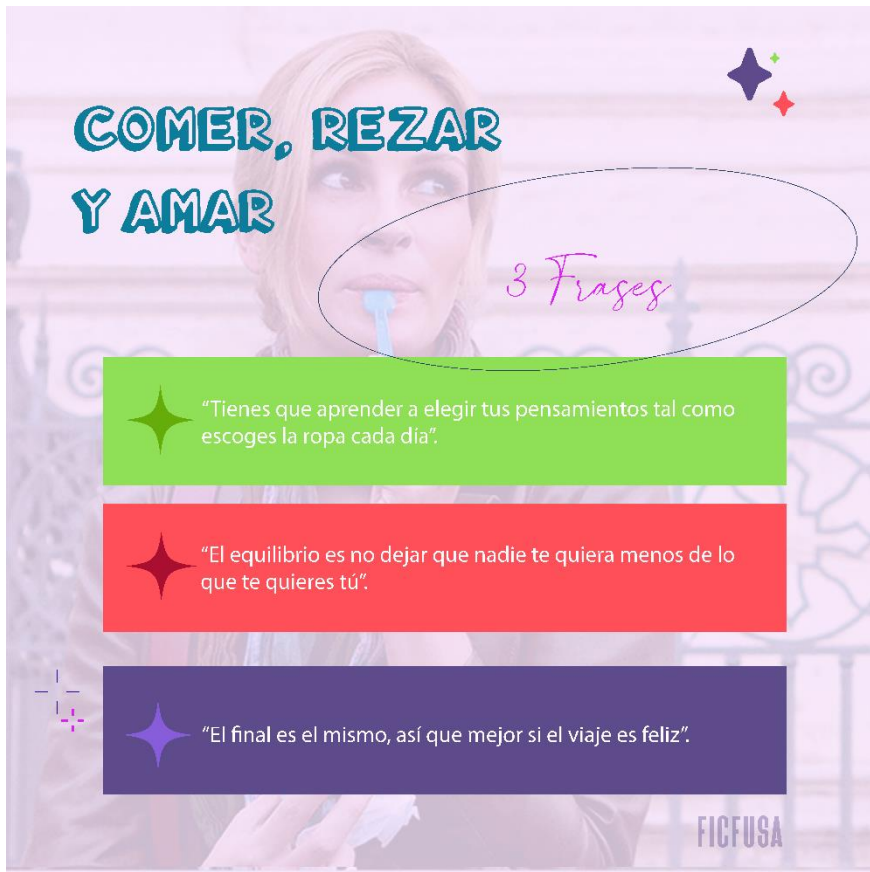 COMER, REZAR
Y AMAR
3 Frases
“Tienes que aprender a elegir tus pensamientos tal como
escoges la ropa cada día”.
“El equilibrio es no dejar que nadie te quiera menos de lo
que te quieres tú”.
“El final es el mismo, así que mejor si el viaje es feliz”.
FICFUSA